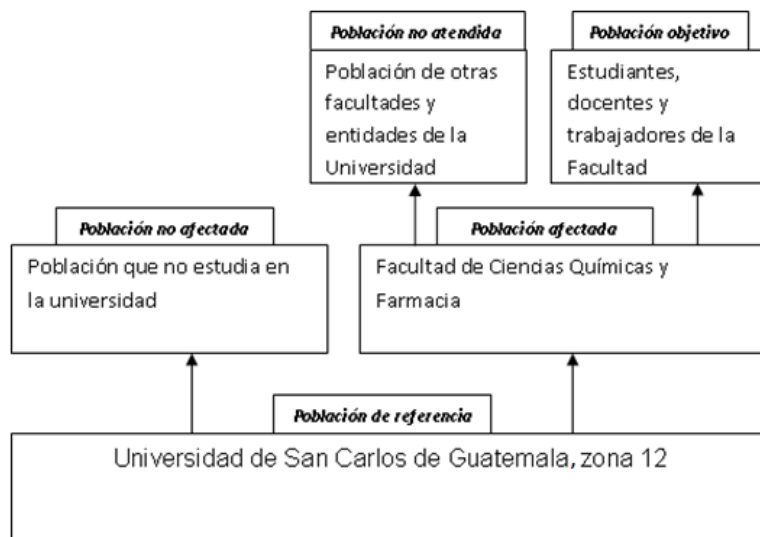 Población no atendida
Población de otras
facultades y
entidades de la
Universidad
Población objetivo
Estudiantes,
docentes y
trabajadores de la
Facultad
Población no afectada
Población que no estudia en
la universidad
Población afectada
Facultad de Ciencias Químicas y
Farmacia
Población de referencia
Universidad de San Carlos de Guatemala, zona 12